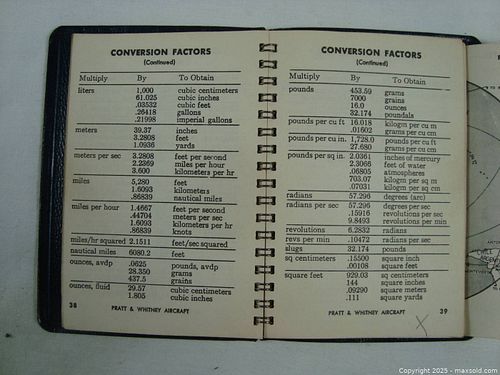 CONVERSION FACTORS
(Continued)
Multiply By To Obtain
liters 1,000 cubic centimeters
61.025 cubic inches
.03532 cubic feet
.26418 gallons
.21998 imperial gallons
meters 39.37 inches
3.2808 feet
1.0936 yards
meters per sec 3.2808 feet per second
2.2369 miles per hour
3.600 kilometers per hr
miles 5,280 feet
1.6093 kilometers
.86839 nautical miles
miles per hour 1.4667 feet per second
.44704 meters per sec
1.6093 kilometers per hr
.86839 knots
miles/hr squared 2.1511 feet/sec squared
nautical miles 6080.2 feet
ounces, avdp .0625 pounds, avdp
28.350 grams
437.5 grains
ounces, fluid 29.57 cubic centimeters
1.805 cubic inches
38 PRATT & WHITNEY AIRCRAFT
CONVERSION FACTORS
(Continued)
Multiply By To Obtain
pounds 453.59 grams
7000 grains
16.0 ounces
32.174 poundals
pounds per cu ft 16.018 kilogm per cu m
.01602 grams per cu cm
pounds per cu in. 1,728.0 pounds per cu ft
27.680 grams per cu cm
pounds per sq in. 2.0361 inches of mercury
2.3066 feet of water
.06805 atmospheres
703.07 kilogm per sq m
.07031 kilogm per sq cm
radians 57.296 degrees (arc)
radians per sec 57.296 degrees per sec
.15916 revolutions per sec
9.5493 revolutions per min
revolutions 6.2832 radians
revs per min .10472 radians per sec
slugs 32.174 pounds
sq centimeters .15500 square inch
.00108 square feet
square feet 929.03 sq centimeters
144 square inches
.09290 square meters
.111 square yards
PRATT & WHITNEY AIRCRAFT 39
X
Copyright 2025 - maxsold.com